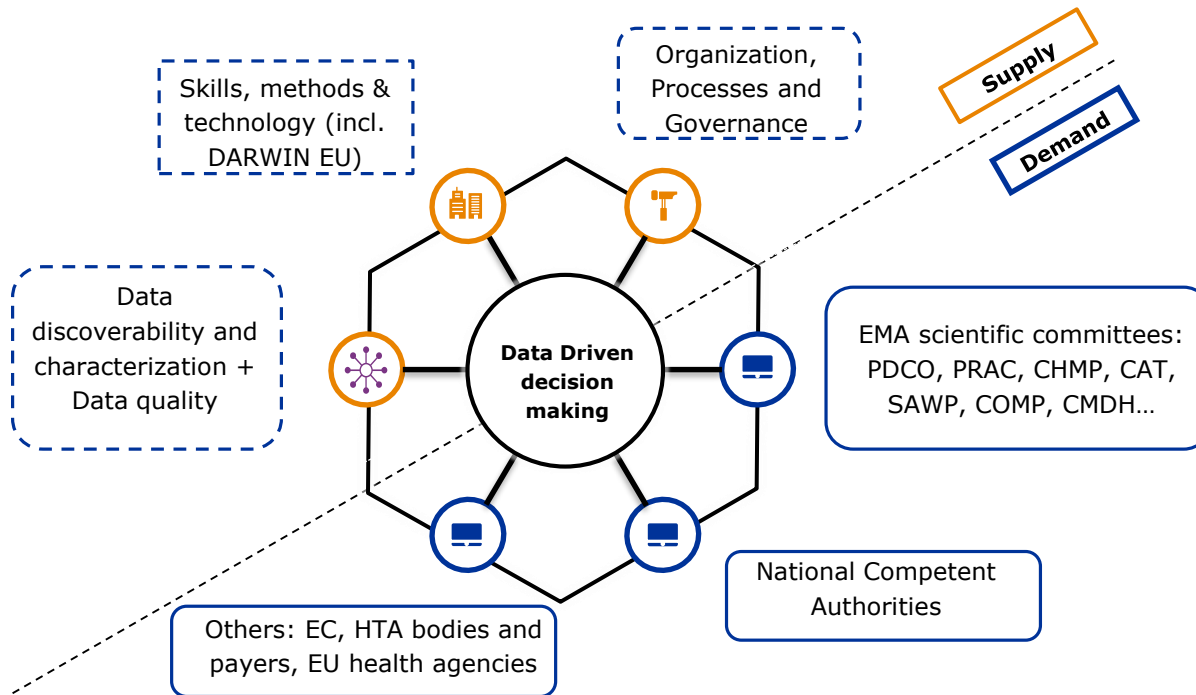 Organization,
Processes and
Governance
Supply
Demand
Skills, methods &
technology (incl.
DARWIN EU)
Data
discoverability and
characterization +
Data quality
Data Driven
decision
making
EMA scientific committees:
PDCO, PRAC, CHMP, CAT,
SAWP, COMP, CMDH…
National Competent
Authorities
Others: EC, HTA bodies and
payers, EU health agencies